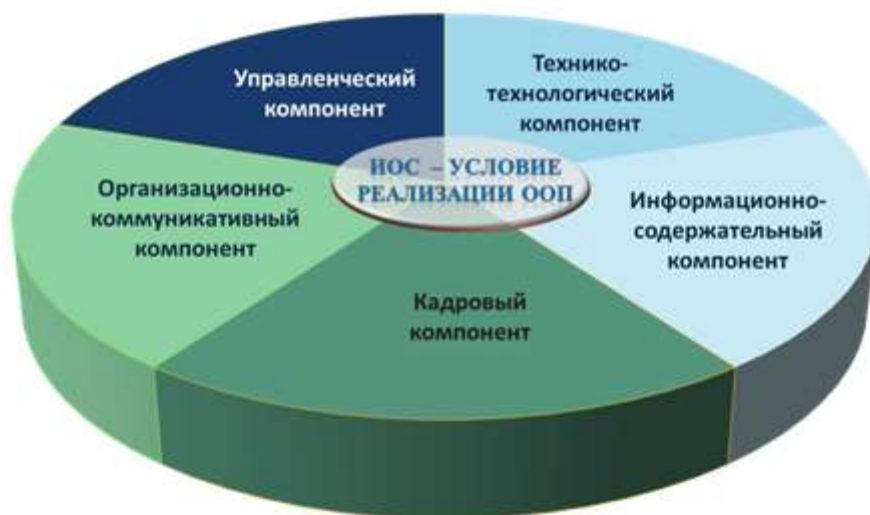 Управленческий
компонент
Технико-
технологический
компонент
ИОС – УСЛОВИЕ
РЕАЛИЗАЦИИ ООП
Организационно-
коммуникативный
компонент
Информационно-
содержательный
компонент
Кадровый
компонент